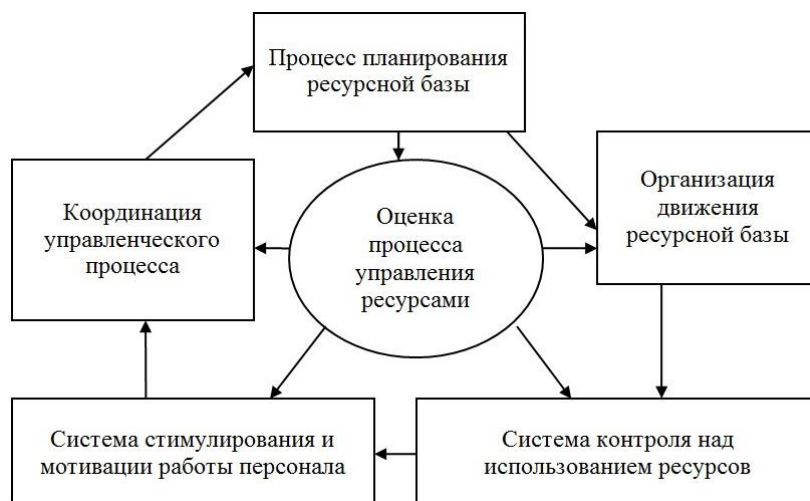 Процесс планирования
ресурсной базы
Координация
управленческого
процесса
Оценка
процесса
управления
ресурсами
Организация
движения
ресурсной базы
Система стимулирования и
мотивации работы персонала
Система контроля над
использованием ресурсов